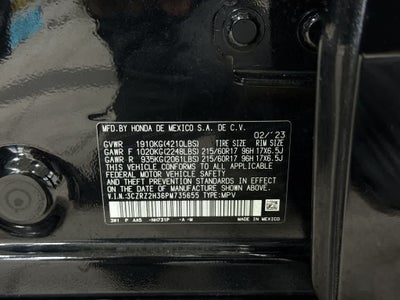 MFD.BY HONDA DE MEXICO S.A. DE C.V.
02/'23
GVWR 1910KG(4210LBS) TIRE SIZE RIM SIZE
GAWR F 1020KG(2248LBS) 215/60R17 96H 17X6.5J
GAWR R 935KG(2061LBS) 215/60R17 96H 17X6.5J
THIS VEHICLE CONFORMS TO ALL APPLICABLE
FEDERAL MOTOR VEHICLE
SAFETY AND THEFT PREVENTION STANDARDS IN
EFFECT ON THE DATE OF MANUFACTURE SHOWN
ABOVE.
V.I.N.:3CZRZ2H36PM735655 TYPE:MPV
NH731P -A -M MADE IN MEXICO